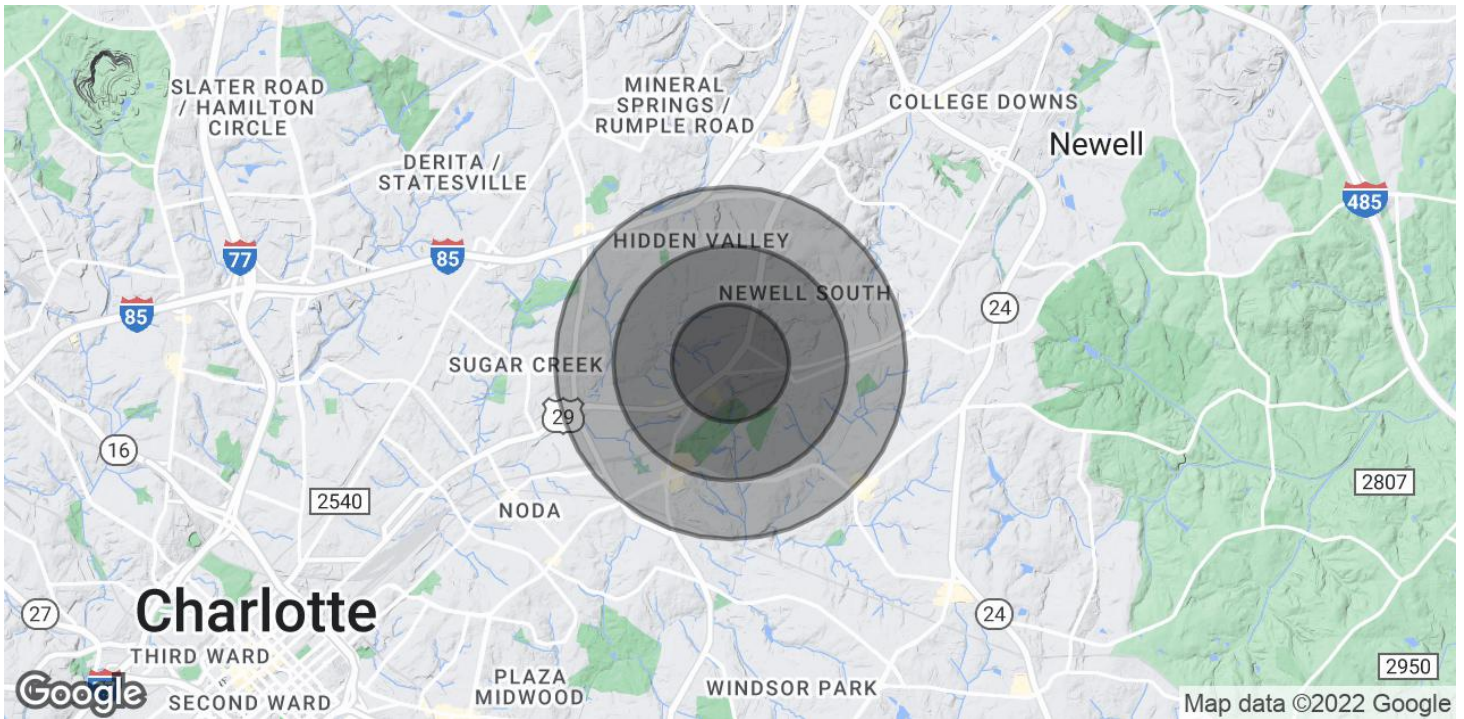 SLATER ROAD
/ HAMILTON
CIRCLE
MINERAL
SPRINGS /
RUMPLE ROAD
COLLEGE DOWNS
Newell
DERITA /
STATESVILLE
485
HIDDEN VALLEY
77
85
NEWELL SOUTH
85
24
SUGAR CREEK
29
16
2540
NODA
2807
Charlotte
27
24
THIRD WARD
PLAZA
MIDWOOD
WINDSOR PARK
2950
Google
SECOND WARD
Map data ©2022 Google